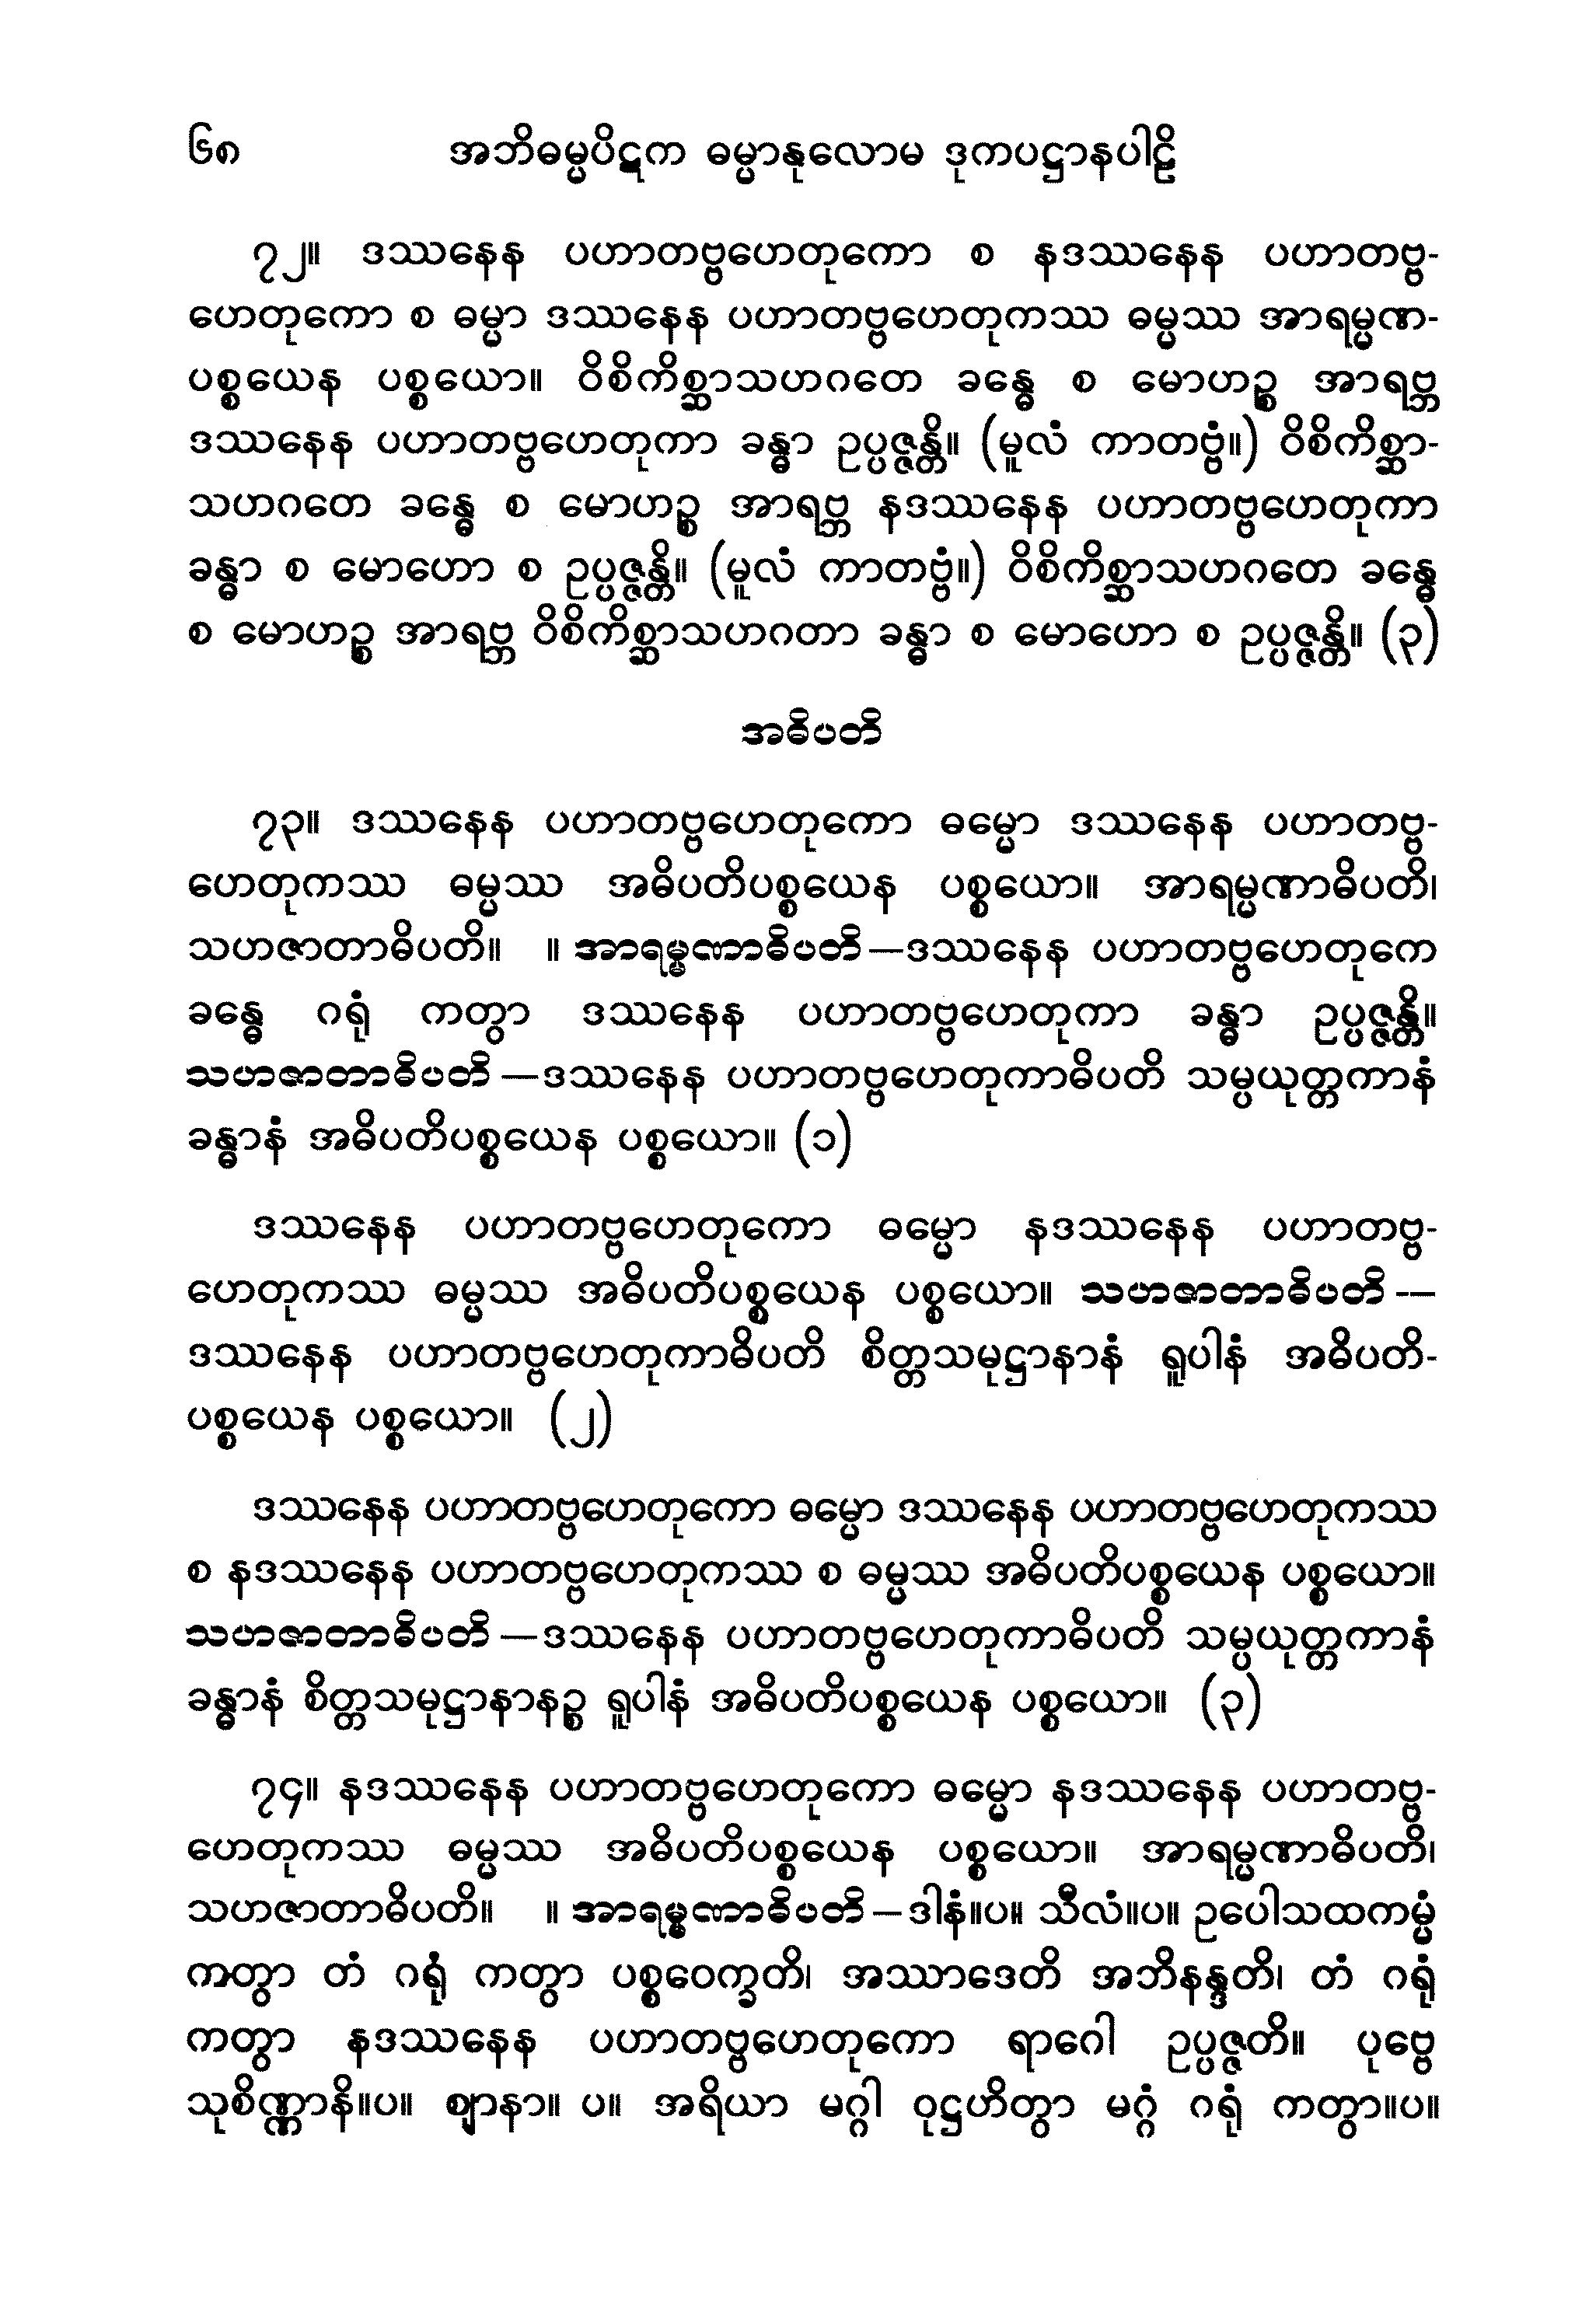 ၆၈ အဘိဓမ္မပိဋက ဓမ္မာနုလောမ ဒုကပဋ္ဌာနပါဠိ
၇၂။ ဒဿနေန ပဟာတဗ္ဗဟေတုကော စ နဒဿနေန ပဟာတဗ္ဗ-
ဟေတုကော စ ဓမ္မာ ဒဿနေန ပဟာတဗ္ဗဟေတုကဿ ဓမ္မဿ အာရမ္မဏ-
ပစ္စယေန ပစ္စယော။ ဝိစိကိစ္ဆာသဟဂတေ ခန္ဓေ စ မောဟဉ္စ အာရဗ္ဘ
ဒဿနေန ပဟာတဗ္ဗဟေတုကာ ခန္ဓာ ဥပ္ပဇ္ဇန္တိ။ (မူလံ ကာတဗ္ဗံ။) ဝိစိကိစ္ဆာ-
သဟဂတေ ခန္ဓေ စ မောဟဉ္စ အာရဗ္ဘ နဒဿနေန ပဟာတဗ္ဗဟေတုကာ
ခန္ဓာ စ မောဟော စ ဥပ္ပဇ္ဇန္တိ။ (မူလံ ကာတဗ္ဗံ။) ဝိစိကိစ္ဆာသဟဂတေ ခန္ဓေ
စ မောဟဉ္စ အာရဗ္ဘ ဝိစိကိစ္ဆာသဟဂတာ ခန္ဓာ စ မောဟော စ ဥပ္ပဇ္ဇန္တိ။ (၃)
အဓိပတိ
၇၃။ ဒဿနေန ပဟာတဗ္ဗဟေတုကော ဓမ္မော ဒဿနေန ပဟာတဗ္ဗ-
ဟေတုကဿ ဓမ္မဿ အဓိပတိပစ္စယေန ပစ္စယော။ အာရမ္မဏာဓိပတိ၊
သဟဇာတာဓိပတိ။ ။ အာရမ္မဏာဓိပတိ—ဒဿနေန ပဟာတဗ္ဗဟေတုကေ
ခန္ဓေ ဂရုံ ကတွာ ဒဿနေန ပဟာတဗ္ဗဟေတုကာ ခန္ဓာ ဥပ္ပဇ္ဇန္တိ။
သဟဇာတာဓိပတိ—ဒဿနေန ပဟာတဗ္ဗဟေတုကာဓိပတိ သမ္ပယုတ္တကာနံ
ခန္ဓာနံ အဓိပတိပစ္စယေန ပစ္စယော။ (၁)
ဒဿနေန ပဟာတဗ္ဗဟေတုကော ဓမ္မော နဒဿနေန ပဟာတဗ္ဗ-
ဟေတုကဿ ဓမ္မဿ အဓိပတိပစ္စယေန ပစ္စယော။ သဟဇာတာဓိပတိ—
ဒဿနေန ပဟာတဗ္ဗဟေတုကာဓိပတိ စိတ္တသမုဋ္ဌာနာနံ ရူပါနံ အဓိပတိ-
ပစ္စယေန ပစ္စယော။ (၂)
ဒဿနေန ပဟာတဗ္ဗဟေတုကော ဓမ္မော ဒဿနေန ပဟာတဗ္ဗဟေတုကဿ
စ နဒဿနေန ပဟာတဗ္ဗဟေတုကဿ စ ဓမ္မဿ အဓိပတိပစ္စယေန ပစ္စယော။
သဟဇာတာဓိပတိ—ဒဿနေန ပဟာတဗ္ဗဟေတုကာဓိပတိ သမ္ပယုတ္တကာနံ
ခန္ဓာနံ စိတ္တသမုဋ္ဌာနာနဉ္စ ရူပါနံ အဓိပတိပစ္စယေန ပစ္စယော။ (၃)
၇၄။ နဒဿနေန ပဟာတဗ္ဗဟေတုကော ဓမ္မော နဒဿနေန ပဟာတဗ္ဗ-
ဟေတုကဿ ဓမ္မဿ အဓိပတိပစ္စယေန ပစ္စယော။ အာရမ္မဏာဓိပတိ၊
သဟဇာတာဓိပတိ။ ။ အာရမ္မဏာဓိပတိ—ဒါနံ။ပ။ သီလံ။ပ။ ဥပေါသထကမ္မံ
ကတွာ တံ ဂရုံ ကတွာ ပစ္စဝေက္ခတိ၊ အဿာဒေတိ အဘိနန္ဒတိ၊ တံ ဂရုံ
ကတွာ နဒဿနေန ပဟာတဗ္ဗဟေတုကော ရာဂေါ ဥပ္ပဇ္ဇတိ။ ပုဗ္ဗေ
သုစိဏ္ဏာနိ။ပ။ ဈာနာ။ ပ။ အရိယာ မဂ္ဂါ ဝုဋ္ဌဟိတွာ မဂ္ဂံ ဂရုံ ကတွာ။ပ။